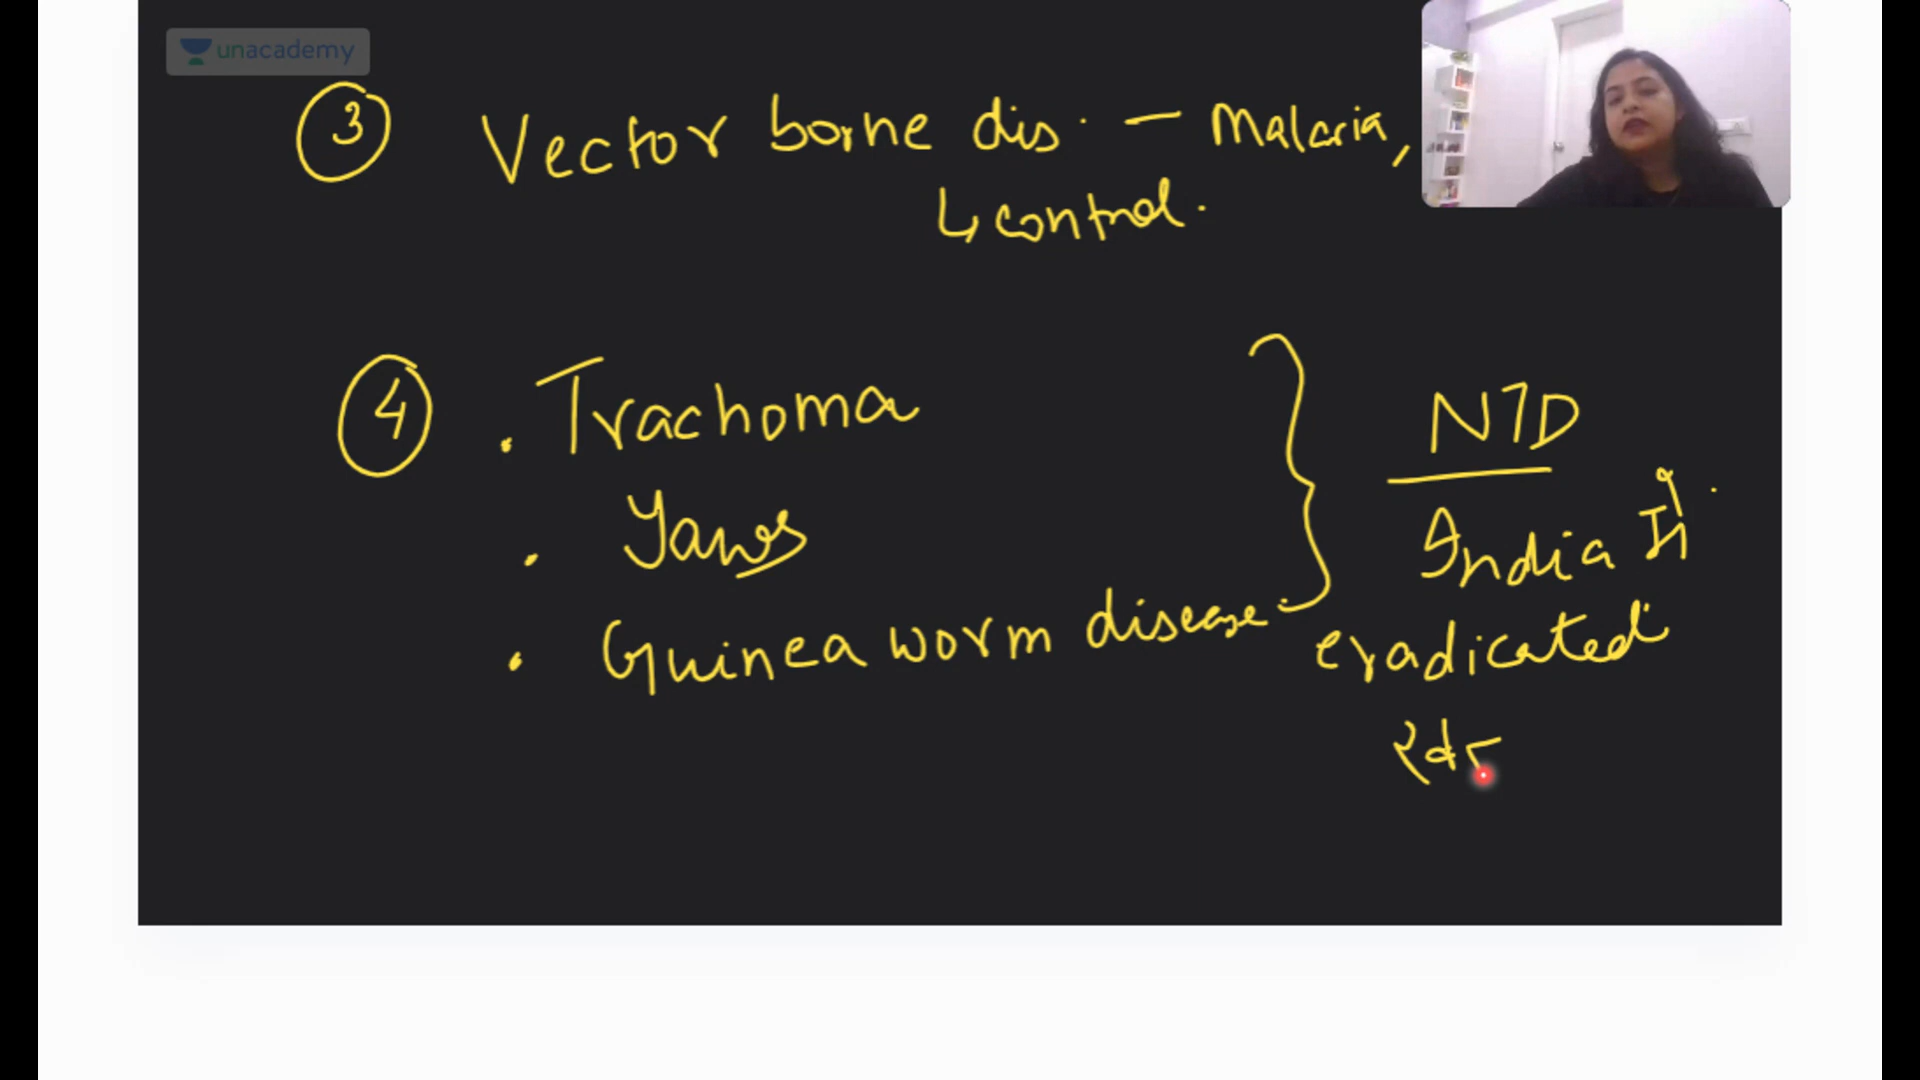 unacademy
③ Vector borne dis. - Malaria,
↳ control.
④ . Trachoma
. Yaws
. Guinea worm disease.
NTD
India में.
eradicated